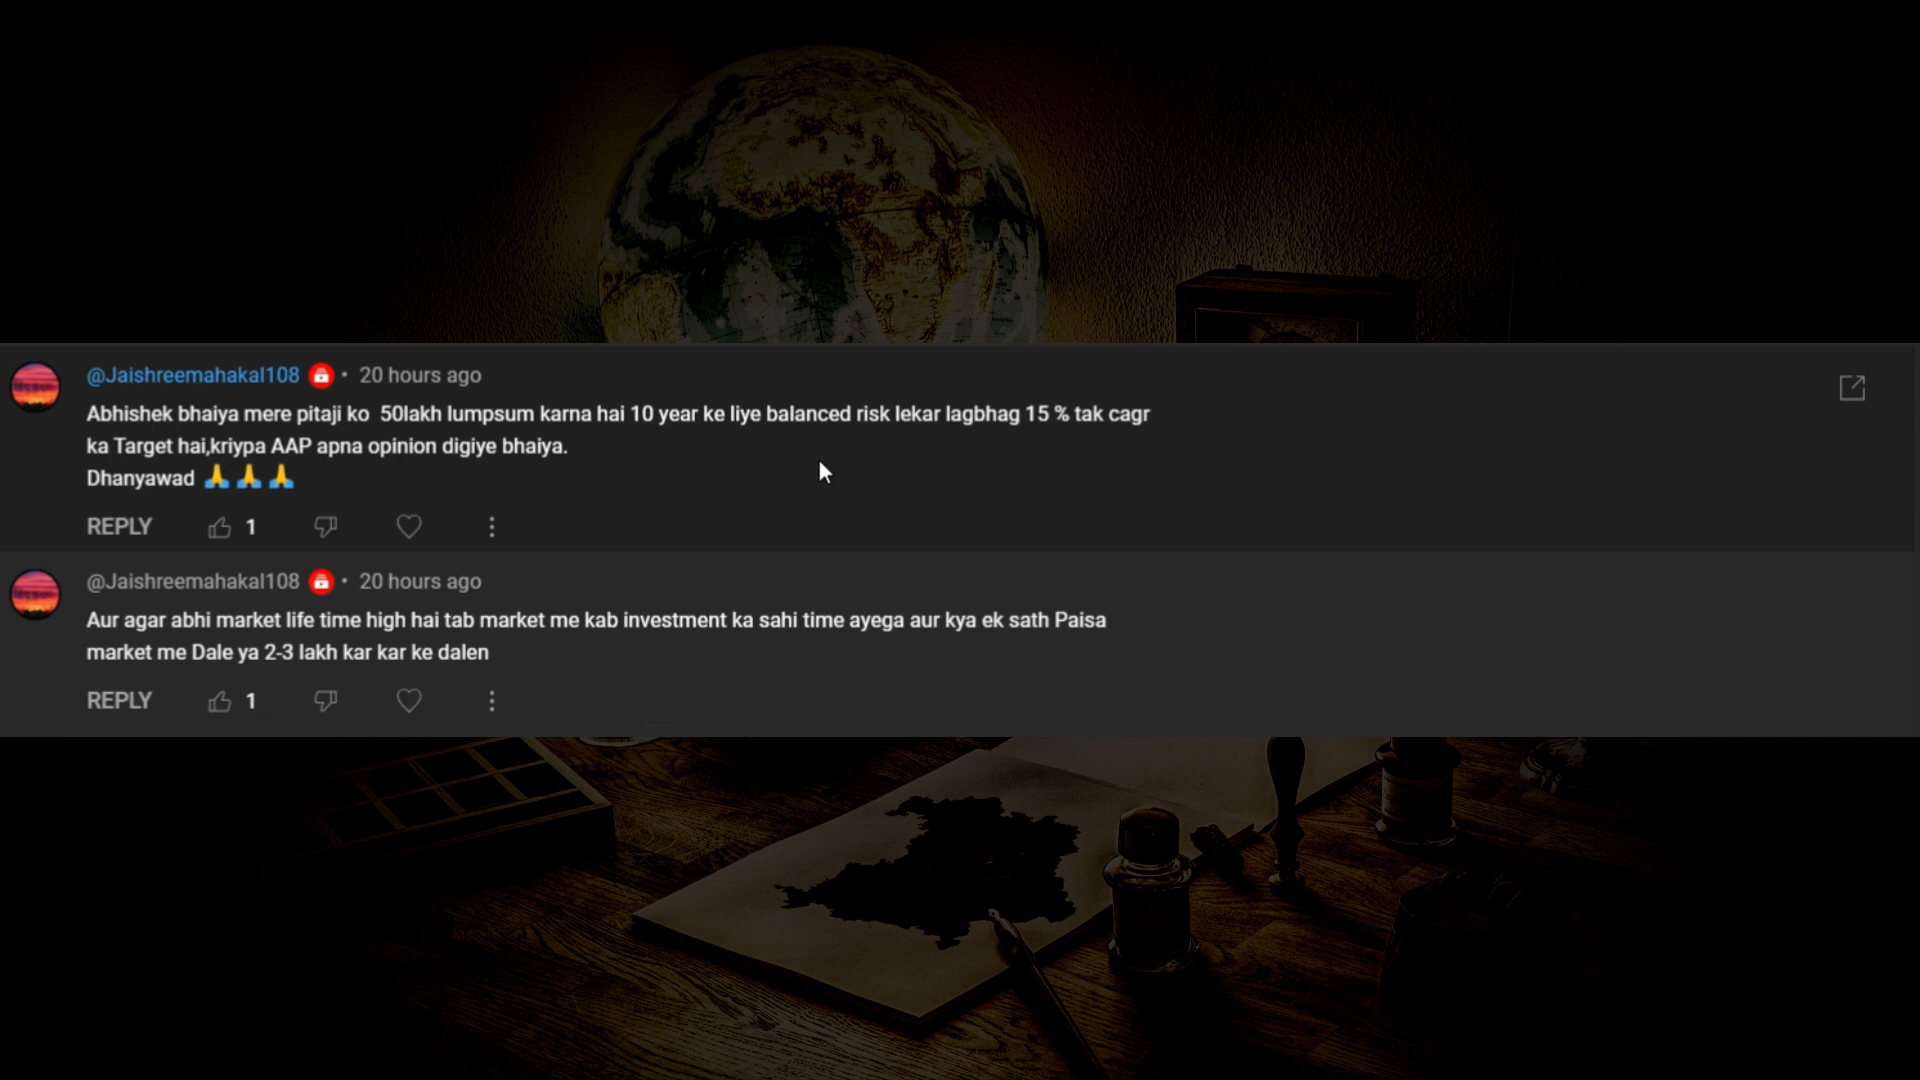 @Jaishreemahakal108 • 20 hours ago
Abhishek bhaiya mere pitaji ko 50lakh lumpsum karna hai 10 year ke liye balanced risk lekar lagbhag 15 % tak cagr
ka Target hai,kriypa AAP apna opinion digiye bhaiya.
Dhanyawad 🙏🙏🙏
REPLY 1
@Jaishreemahakal108 • 20 hours ago
Aur agar abhi market life time high hai tab market me kab investment ka sahi time ayega aur kya ek sath Paisa
market me Dale ya 2-3 lakh kar kar ke dalen
REPLY 1